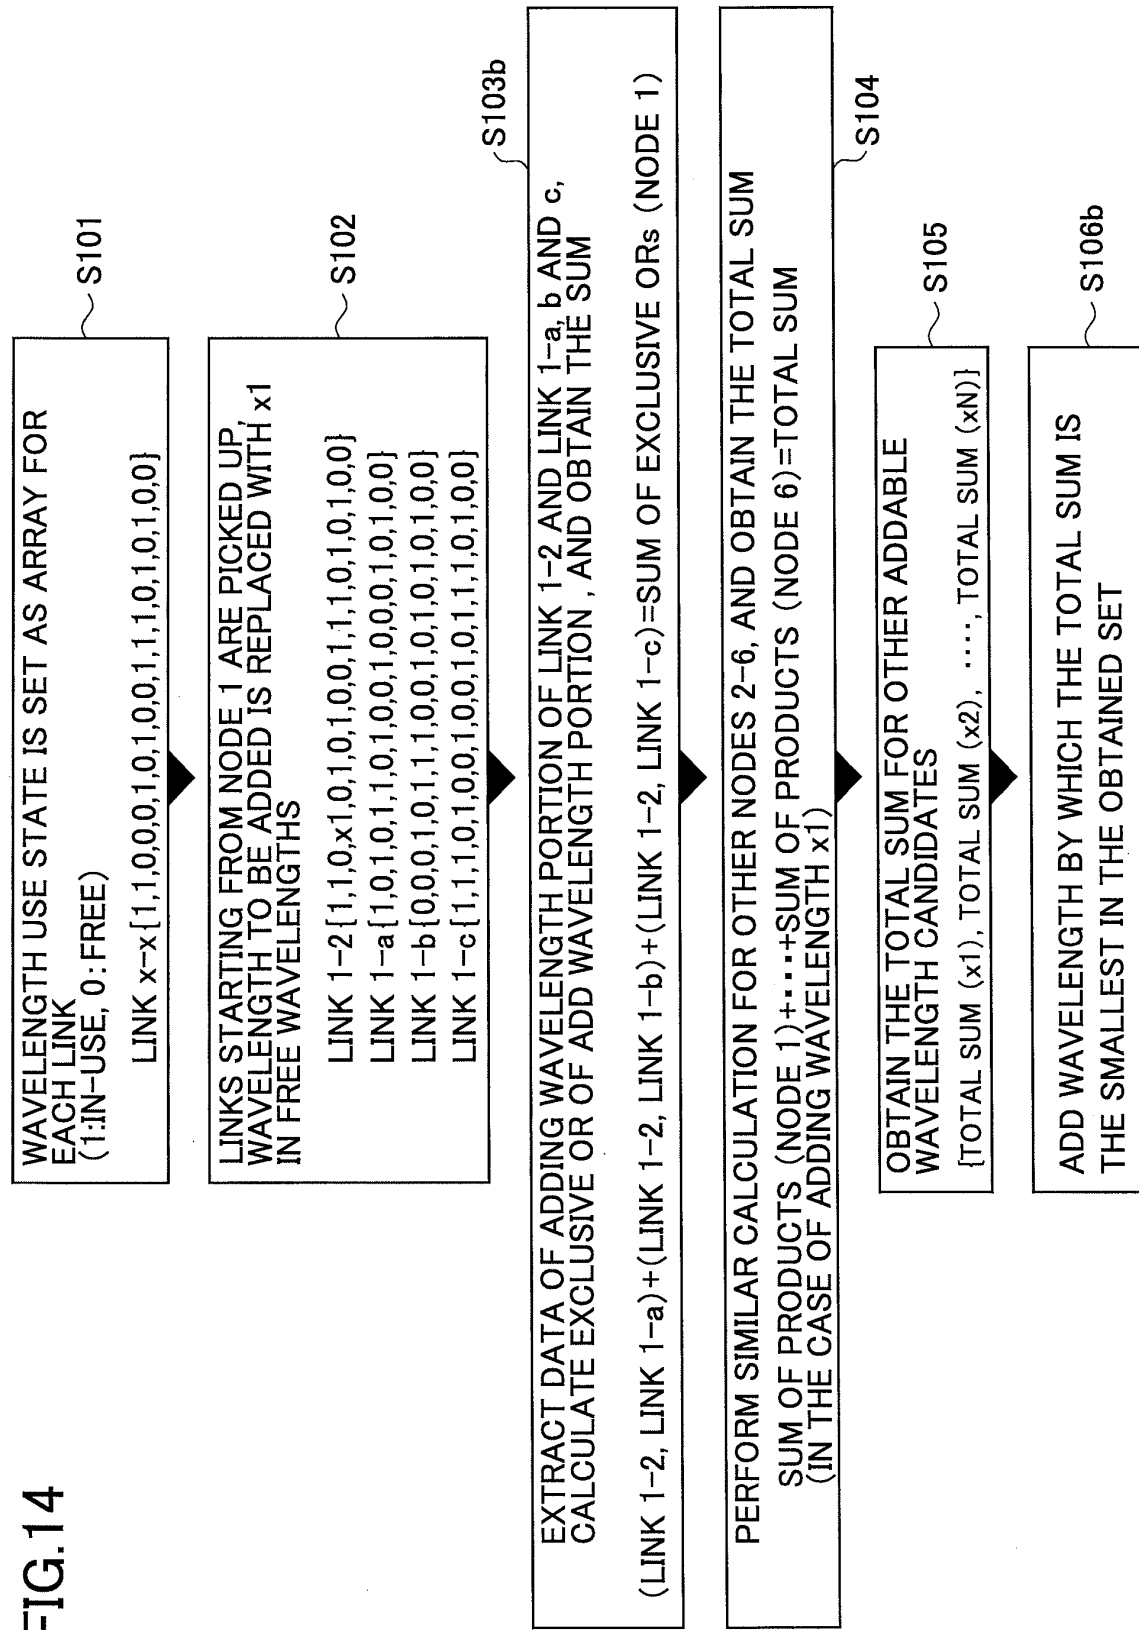 FIG.14
WAVELENGTH USE STATE IS SET AS ARRAY FOR
EACH LINK
(1:IN-USE, 0:FREE)
LINK x-x{1,1,0,0,0,1,0,1,0,0,1,1,1,0,1,0,1,0,0}
S101
LINKS STARTING FROM NODE 1 ARE PICKED UP,
WAVELENGTH TO BE ADDED IS REPLACED WITH x1
IN FREE WAVELENGTHS
LINK 1-2{1,1,0,x1,0,1,0,1,0,0,1,1,1,0,1,0,1,0,0}
LINK 1-a{1,0,1,0,1,1,0,1,0,0,1,0,0,0,1,0,1,0,0}
LINK 1-b{0,0,0,1,0,1,1,1,0,0,1,0,1,0,1,0,1,0,0}
LINK 1-c{1,1,1,0,1,0,0,1,0,0,1,0,1,1,1,0,1,0,0}
S102
EXTRACT DATA OF ADDING WAVELENGTH PORTION OF LINK 1-2 AND LINK 1-a, b AND c,
CALCULATE EXCLUSIVE OR OF ADD WAVELENGTH PORTION , AND OBTAIN THE SUM
(LINK 1-2, LINK 1-a)+(LINK 1-2, LINK 1-b)+(LINK 1-2, LINK 1-c)=SUM OF EXCLUSIVE ORs (NODE 1)
S103b
PERFORM SIMILAR CALCULATION FOR OTHER NODES 2-6, AND OBTAIN THE TOTAL SUM
SUM OF PRODUCTS (NODE 1)+····+SUM OF PRODUCTS (NODE 6)=TOTAL SUM
(IN THE CASE OF ADDING WAVELENGTH x1)
S104
OBTAIN THE TOTAL SUM FOR OTHER ADDABLE
WAVELENGTH CANDIDATES
{TOTAL SUM (x1), TOTAL SUM (x2), ····, TOTAL SUM (xN)}
S105
ADD WAVELENGTH BY WHICH THE TOTAL SUM IS
THE SMALLEST IN THE OBTAINED SET
S106b